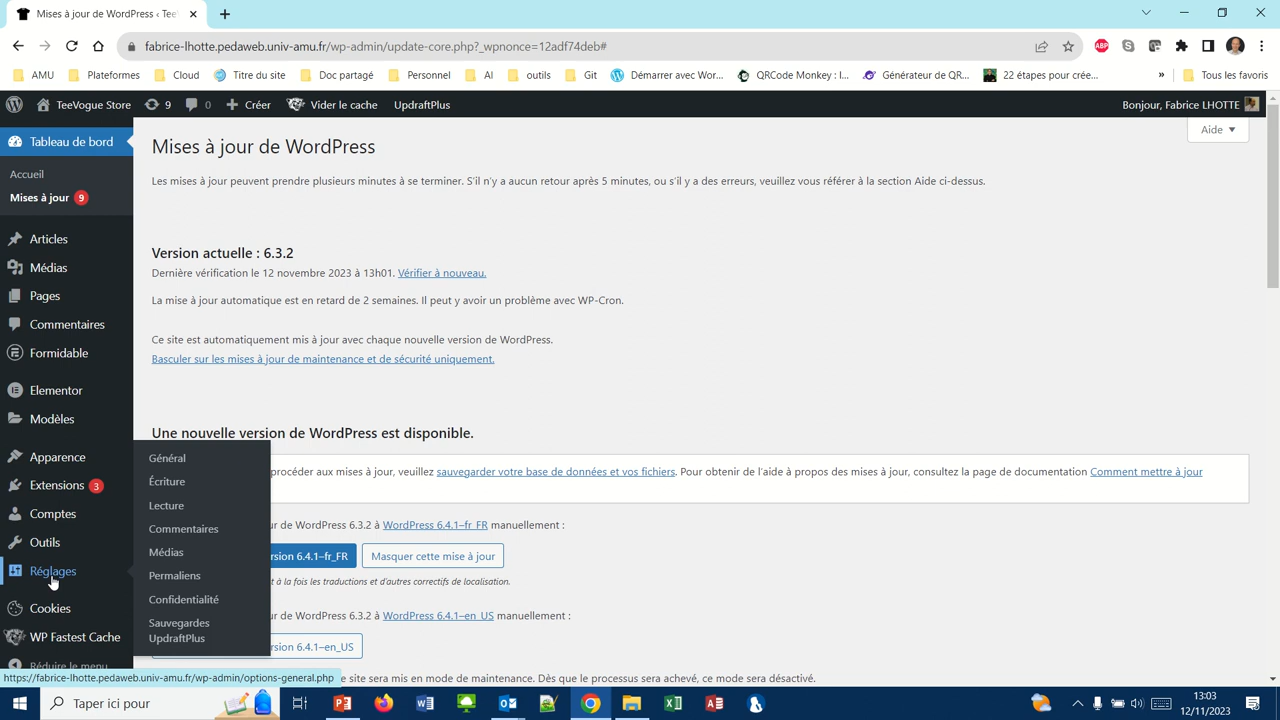 Mises à jour de WordPress ‹ Tee
fabrice-lhotte.pedaweb.univ-amu.fr/wp-admin/update-core.php?_wpnonce=12adf74deb#
ABP
AMU
Plateformes
Cloud
Titre du site
Doc partagé
Personnel
AI
outils
Git
Démarrer avec Wor...
QRCode Monkey : l...
Générateur de QR...
22 étapes pour crée...
»
Tous les favoris
TeeVogue Store
9
0
Créer
Vider le cache
UpdraftPlus
Bonjour, Fabrice LHOTTE
Tableau de bord
Accueil
Mises à jour 9
Articles
Médias
Pages
Commentaires
Formidable
Elementor
Modèles
Apparence
Extensions 3
Comptes
Outils
Réglages
Cookies
WP Fastest Cache
Réduire le menu
Général
Écriture
Lecture
Commentaires
Médias
Permaliens
Confidentialité
Sauvegardes
UpdraftPlus
Aide
Mises à jour de WordPress
Les mises à jour peuvent prendre plusieurs minutes à se terminer. S’il n’y a aucun retour après 5 minutes, ou s’il y a des erreurs, veuillez vous référer à la section Aide ci-dessus.
Version actuelle : 6.3.2
Dernière vérification le 12 novembre 2023 à 13h01. Vérifier à nouveau.
La mise à jour automatique est en retard de 2 semaines. Il peut y avoir un problème avec WP-Cron.
Ce site est automatiquement mis à jour avec chaque nouvelle version de WordPress.
Basculer sur les mises à jour de maintenance et de sécurité uniquement.
Une nouvelle version de WordPress est disponible.
procéder aux mises à jour, veuillez sauvegarder votre base de données et vos fichiers. Pour obtenir de l’aide à propos des mises à jour, consultez la page de documentation Comment mettre à jour
ur de WordPress 6.3.2 à WordPress 6.4.1–fr_FR manuellement :
rsion 6.4.1–fr_FR
Masquer cette mise à jour
t à la fois les traductions et d’autres correctifs de localisation.
ur de WordPress 6.3.2 à WordPress 6.4.1–en_US manuellement :
rsion 6.4.1–en_US
e site sera mis en mode de maintenance. Dès que le processus sera achevé, ce mode sera désactivé.
https://fabrice-lhotte.pedaweb.univ-amu.fr/wp-admin/options-general.php
Taper ici pour
13:03
12/11/2023